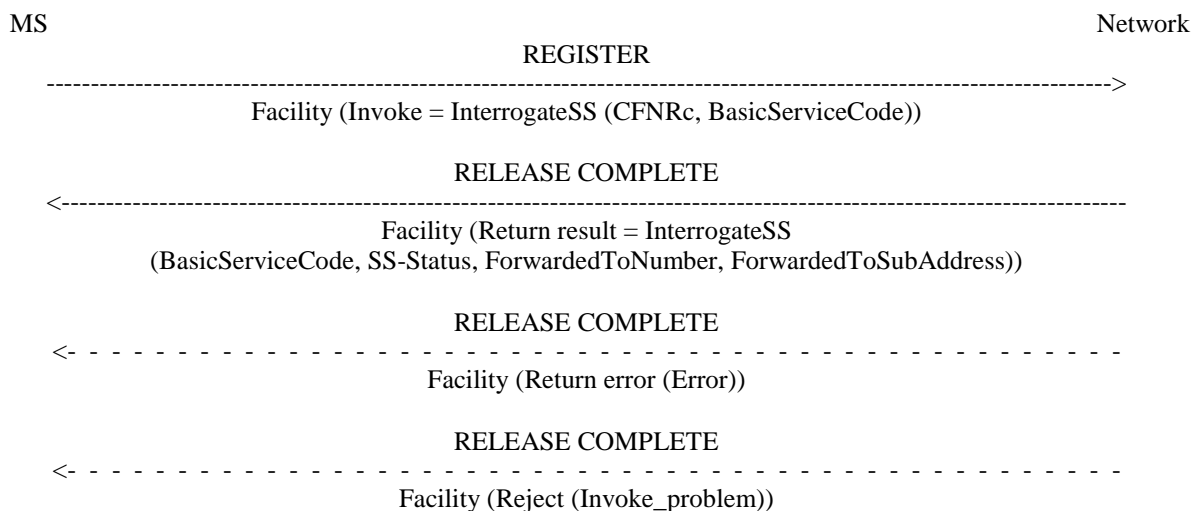 MS Network
REGISTER
Facility (Invoke = InterrogateSS (CFNRc, BasicServiceCode))
RELEASE COMPLETE
Facility (Return result = InterrogateSS
(BasicServiceCode, SS-Status, ForwardedToNumber, ForwardedToSubAddress))
RELEASE COMPLETE
Facility (Return error (Error))
RELEASE COMPLETE
Facility (Reject (Invoke_problem))